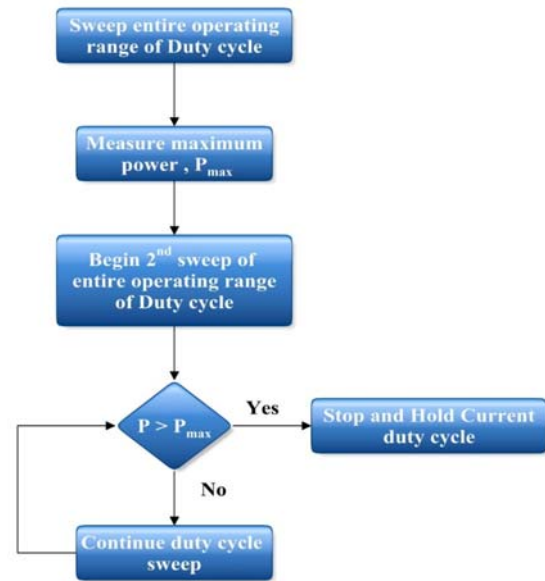 Sweep entire operating
range of Duty cycle
Measure maximum
power , Pmax
Begin 2nd sweep of
entire operating range
of Duty cycle
P > Pmax
Yes
Stop and Hold Current
duty cycle
No
Continue duty cycle
sweep